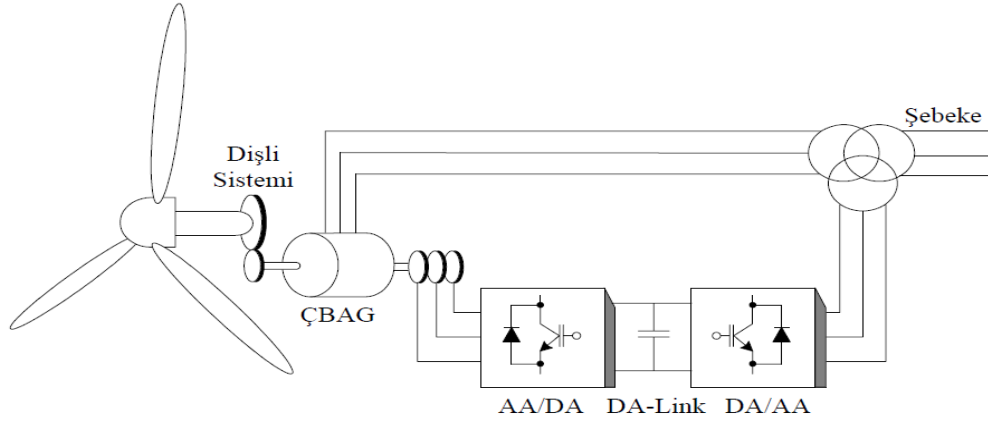 Şebeke
Dişli
Sistemi
ÇBAG
AA/DA
DA-Link
DA/AA